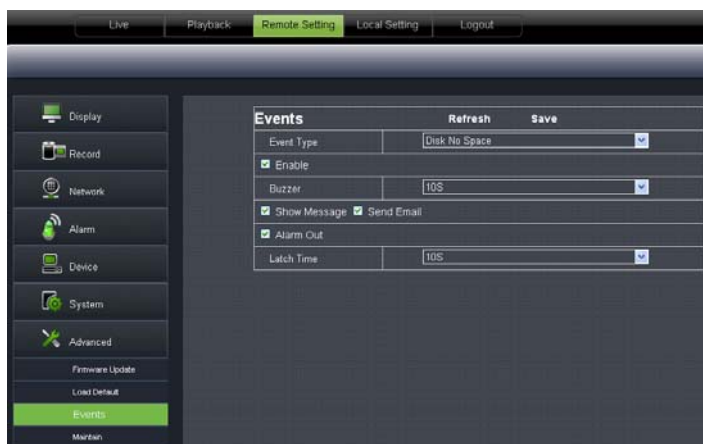 Live Playback Remote Setting Local Setting Logout
Display
Record
Network
Alarm
Device
System
Advanced
Firmware Update
Load Default
Events
Maintain
Events Refresh Save
Event Type Disk No Space
Enable
Buzzer 10S
Show Message Send Email
Alarm Out
Latch Time 10S